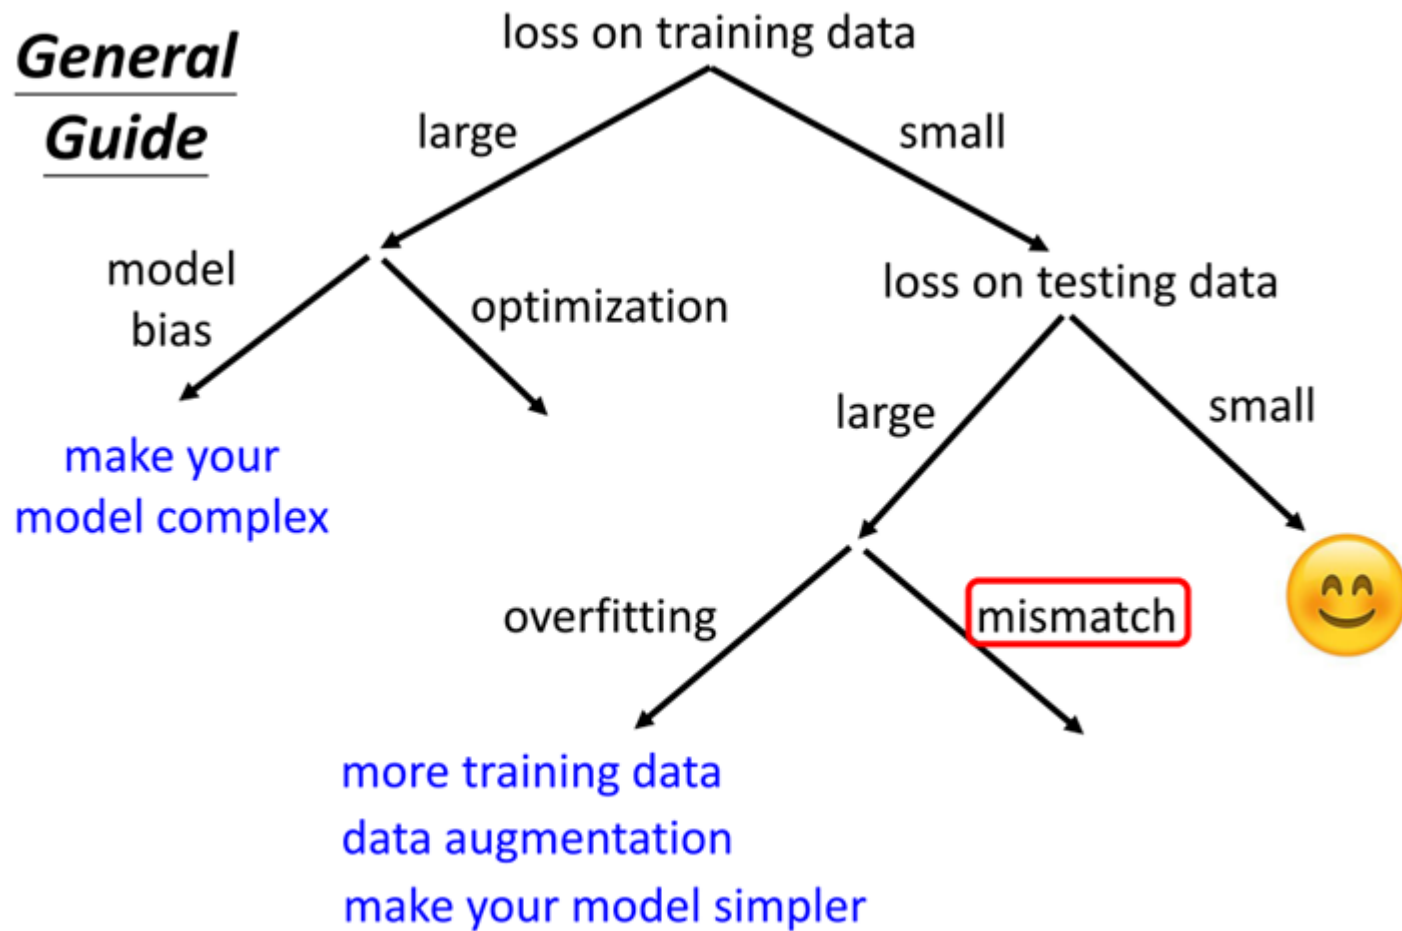 General
Guide
loss on training data
large
small
model
bias
optimization
loss on testing data
make your
model complex
large
small
overfitting
mismatch
more training data
data augmentation
make your model simpler